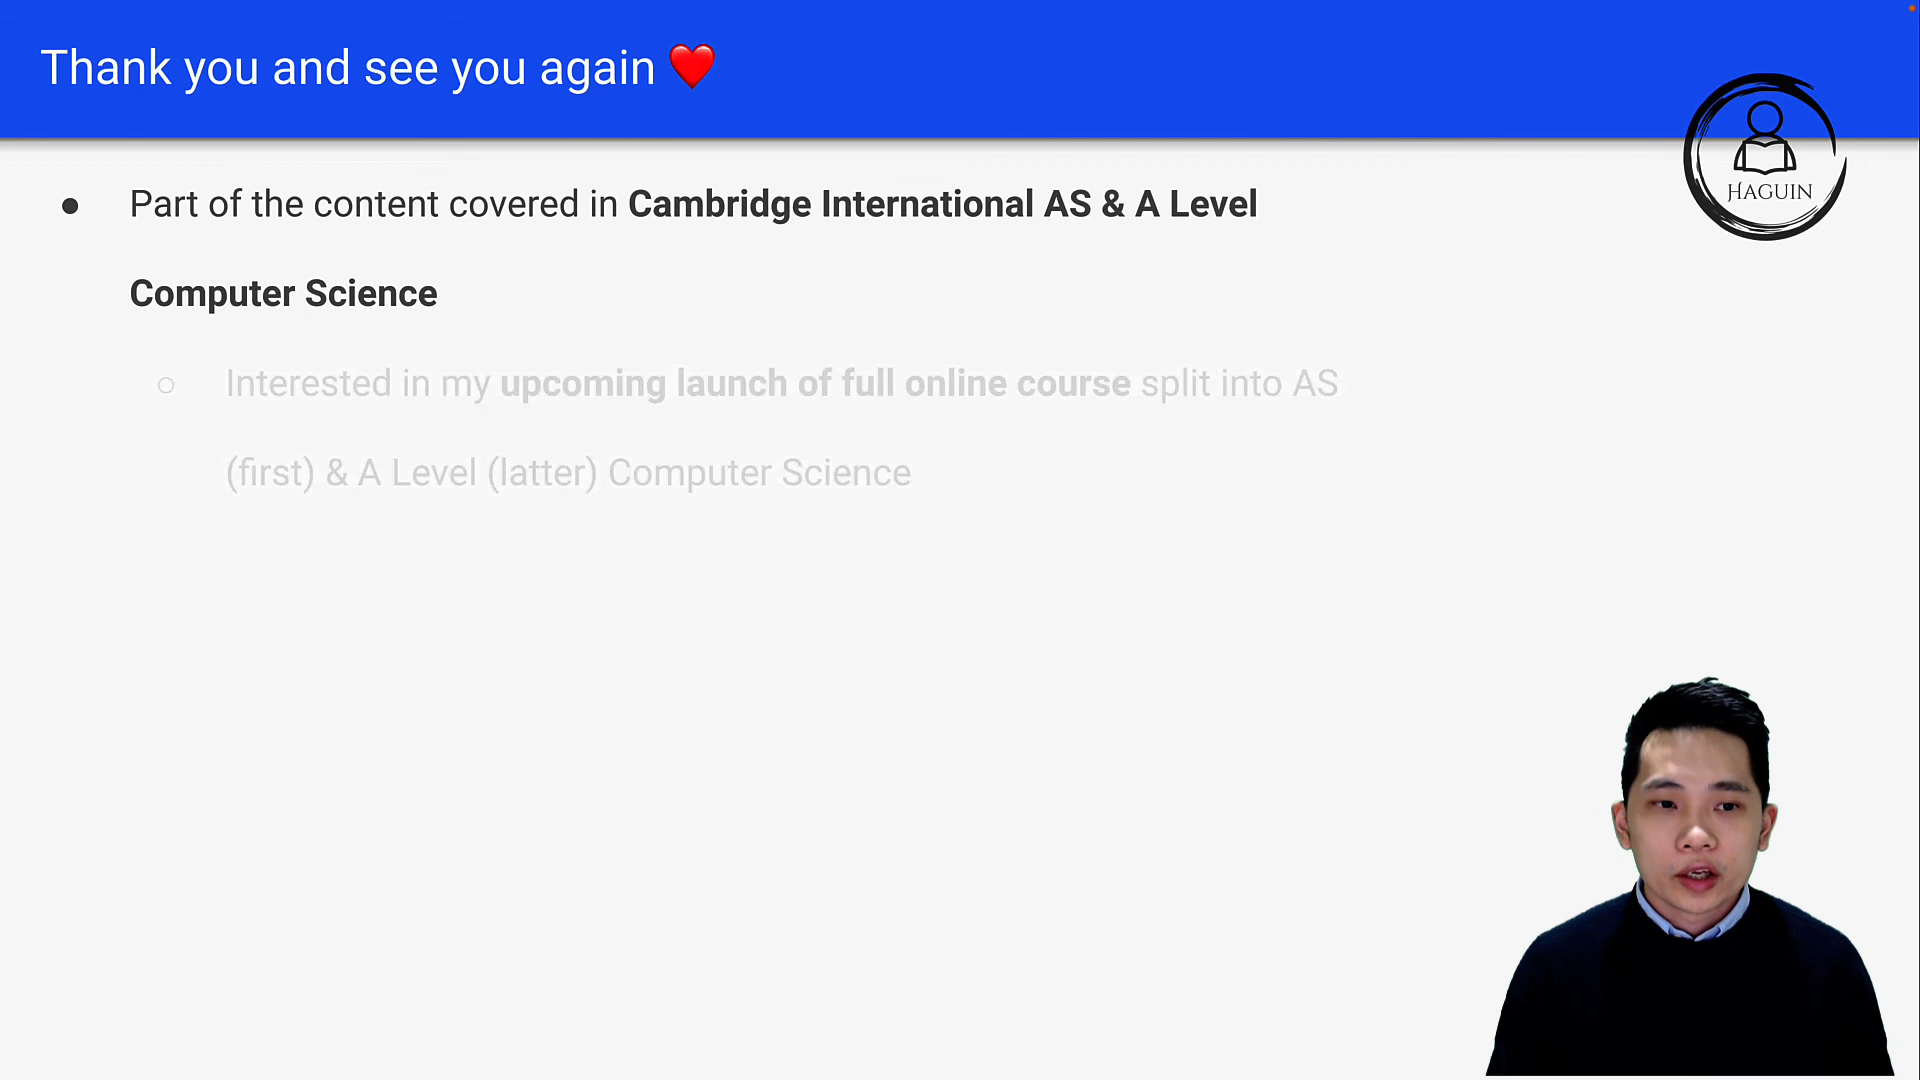 Thank you and see you again ❤️
HAGUIN
● Part of the content covered in Cambridge International AS & A Level
Computer Science
○ Interested in my upcoming launch of full online course split into AS
(first) & A Level (latter) Computer Science